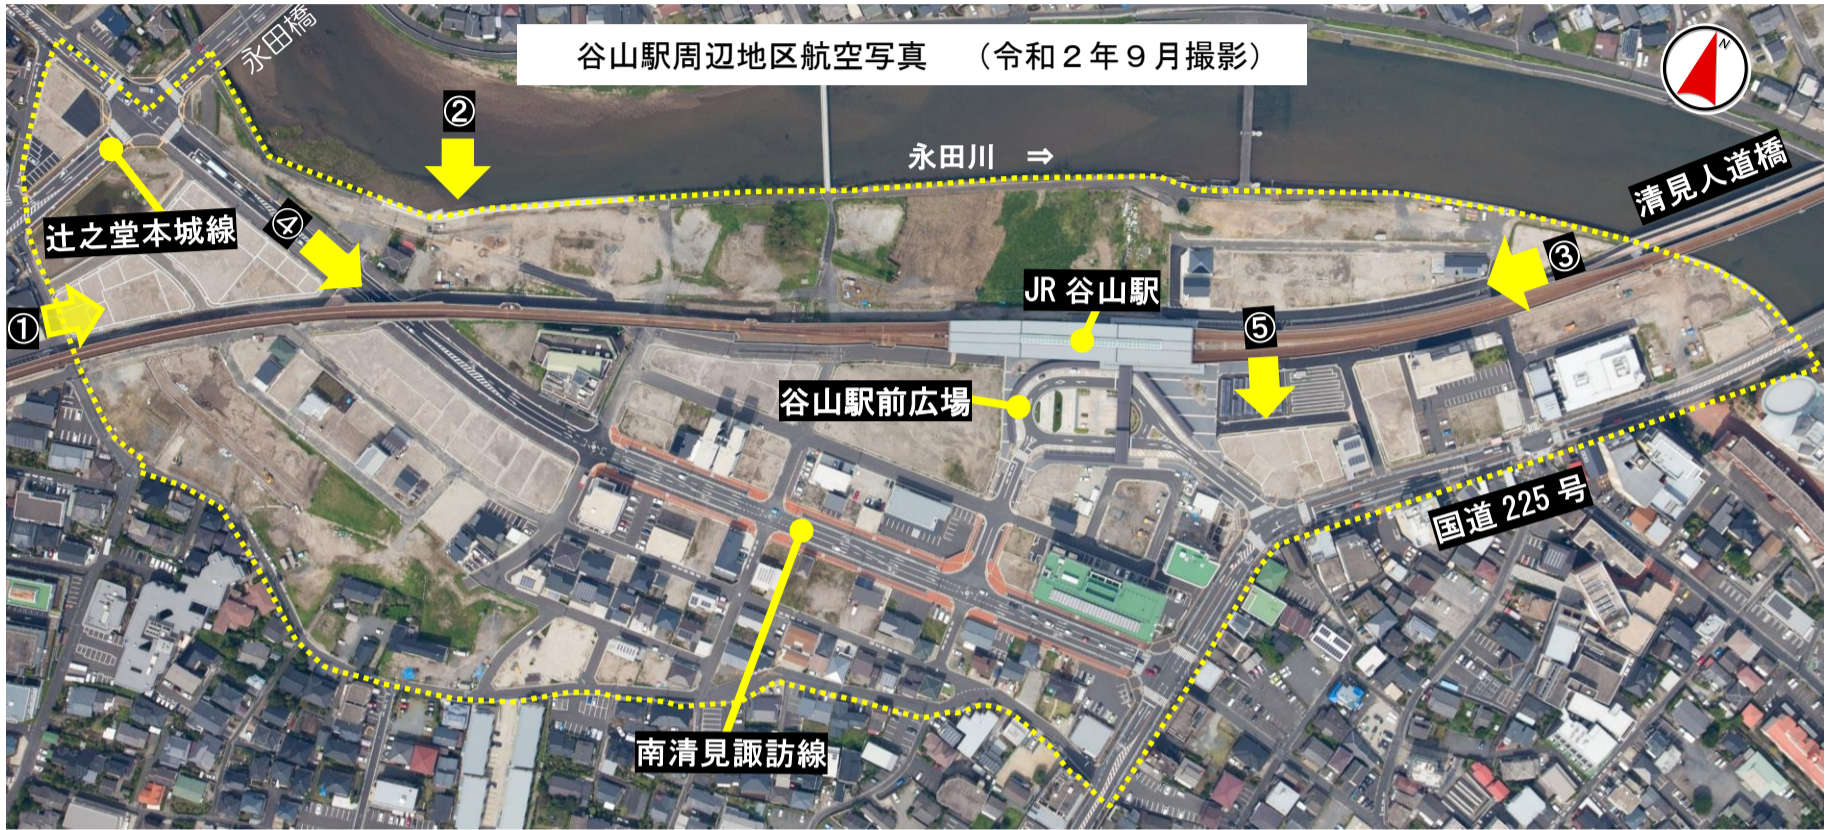 谷山駅周辺地区航空写真　（令和２年９月撮影）
永田橋
N
②
永田川　⇒
清見人道橋
辻之堂本城線
④
③
JR 谷山駅
①
⑤
谷山駅前広場
国道 225 号
南清見諏訪線